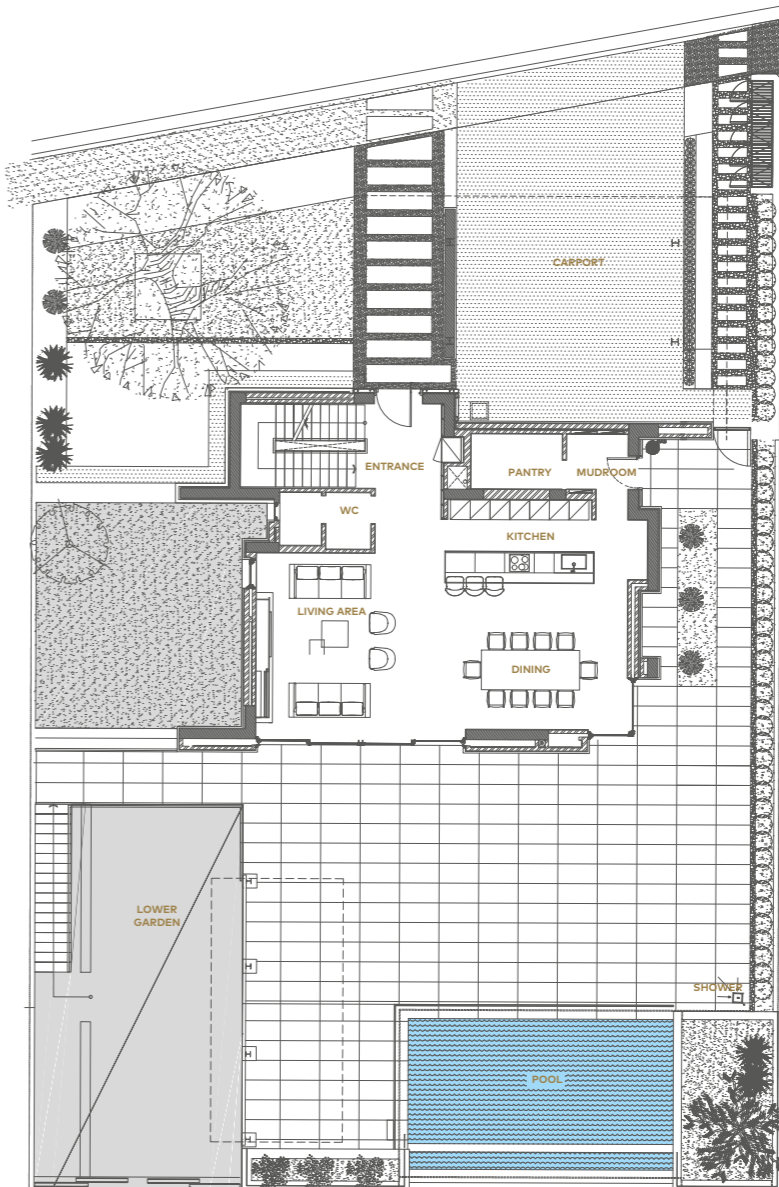 CARPORT
ENTRANCE
PANTRY
MUDROOM
WC
KITCHEN
LIVING AREA
DINING
LOWER
GARDEN
SHOWER
POOL